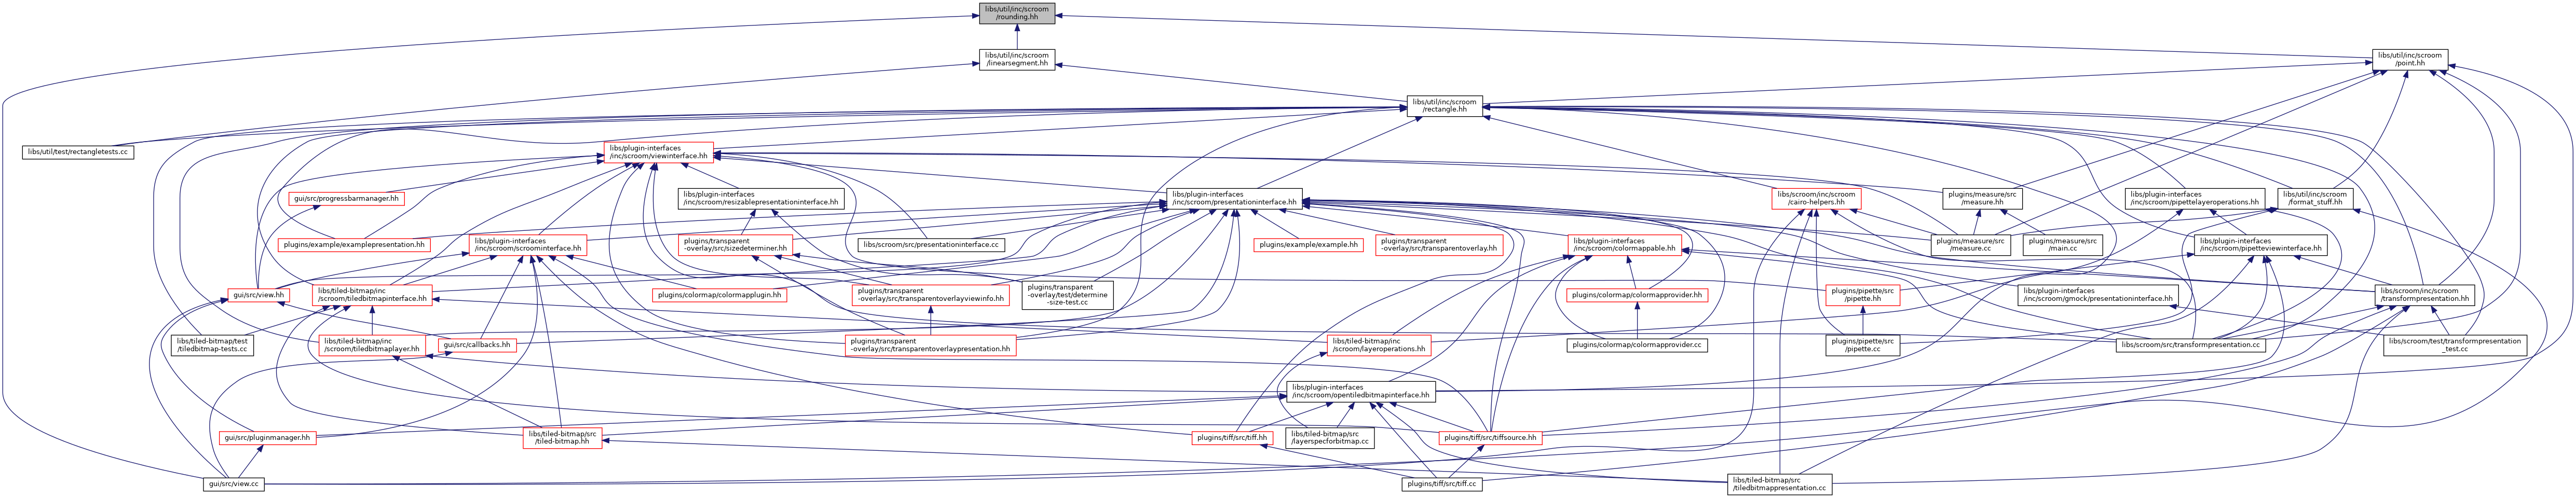 libs/util/inc/scroom
/rounding.hh
libs/util/inc/scroom
/linearsegment.hh
libs/util/inc/scroom
/point.hh
libs/util/inc/scroom
/rectangle.hh
libs/util/test/rectangletests.cc
libs/plugin-interfaces
/inc/scroom/viewinterface.hh
gui/src/progressbarmanager.hh
libs/plugin-interfaces
/inc/scroom/resizablepresentationinterface.hh
libs/plugin-interfaces
/inc/scroom/presentationinterface.hh
libs/scroom/inc/scroom
/cairo-helpers.hh
plugins/measure/src
/measure.hh
libs/plugin-interfaces
/inc/scroom/pipettelayeroperations.hh
libs/util/inc/scroom
/format_stuff.hh
plugins/example/examplepresentation.hh
libs/plugin-interfaces
/inc/scroom/scroominterface.hh
plugins/transparent
-overlay/src/sizedeterminer.hh
libs/scroom/src/presentationinterface.cc
plugins/example/example.hh
plugins/transparent
-overlay/src/transparentoverlay.hh
libs/plugin-interfaces
/inc/scroom/colormappable.hh
plugins/measure/src
/measure.cc
plugins/measure/src
/main.cc
libs/plugin-interfaces
/inc/scroom/pipetteviewinterface.hh
gui/src/view.hh
libs/tiled-bitmap/inc
/scroom/tiledbitmapinterface.hh
plugins/colormap/colormapplugin.hh
plugins/transparent
-overlay/src/transparentoverlayviewinfo.hh
plugins/transparent
-overlay/test/determine
-size-test.cc
plugins/colormap/colormapprovider.hh
plugins/pipette/src
/pipette.hh
libs/plugin-interfaces
/inc/scroom/gmock/presentationinterface.hh
libs/scroom/inc/scroom
/transformpresentation.hh
libs/tiled-bitmap/test
/tiledbitmap-tests.cc
libs/tiled-bitmap/inc
/scroom/tiledbitmaplayer.hh
gui/src/callbacks.hh
plugins/transparent
-overlay/src/transparentoverlaypresentation.hh
libs/tiled-bitmap/inc
/scroom/layeroperations.hh
plugins/colormap/colormapprovider.cc
plugins/pipette/src
/pipette.cc
libs/scroom/src/transformpresentation.cc
libs/scroom/test/transformpresentation
_test.cc
libs/plugin-interfaces
/inc/scroom/opentiledbitmapinterface.hh
gui/src/pluginmanager.hh
libs/tiled-bitmap/src
/tiled-bitmap.hh
plugins/tiff/src/tiff.hh
libs/tiled-bitmap/src
/layerspecforbitmap.cc
plugins/tiff/src/tiffsource.hh
gui/src/view.cc
plugins/tiff/src/tiff.cc
libs/tiled-bitmap/src
/tiledbitmappresentation.cc